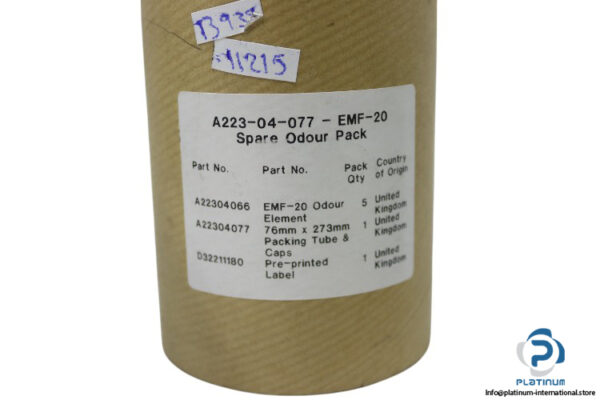 B938
11215
A223-04-077 - EMF-20
Spare Odour Pack
Part No. Part No. Pack Qty Country of Origin
A22304066 EMF-20 Odour Element 5 United Kingdom
A22304077 76mm x 273mm Packing Tube & Caps 1 United Kingdom
D32211180 Pre-printed Label 1 United Kingdom
PLATINUM
Info@platinum-international.store